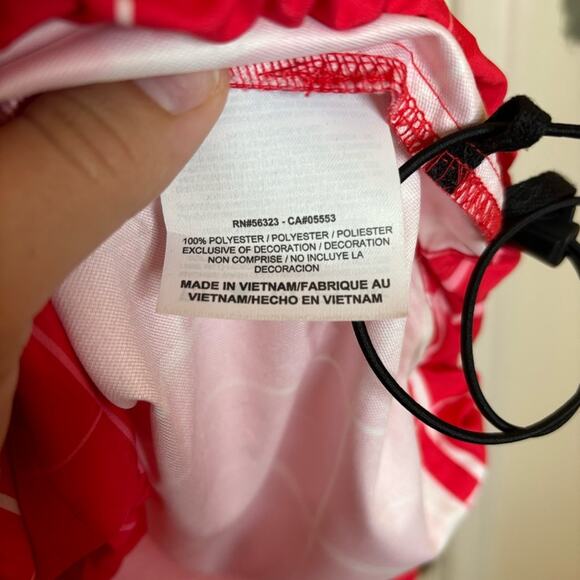 RN#56323 - CA#05553
100% POLYESTER / POLYESTER / POLIESTER
EXCLUSIVE OF DECORATION / DECORATION
NON COMPRISE / NO INCLUYE LA
DECORACION
MADE IN VIETNAM/FABRIQUE AU
VIETNAM/HECHO EN VIETNAM